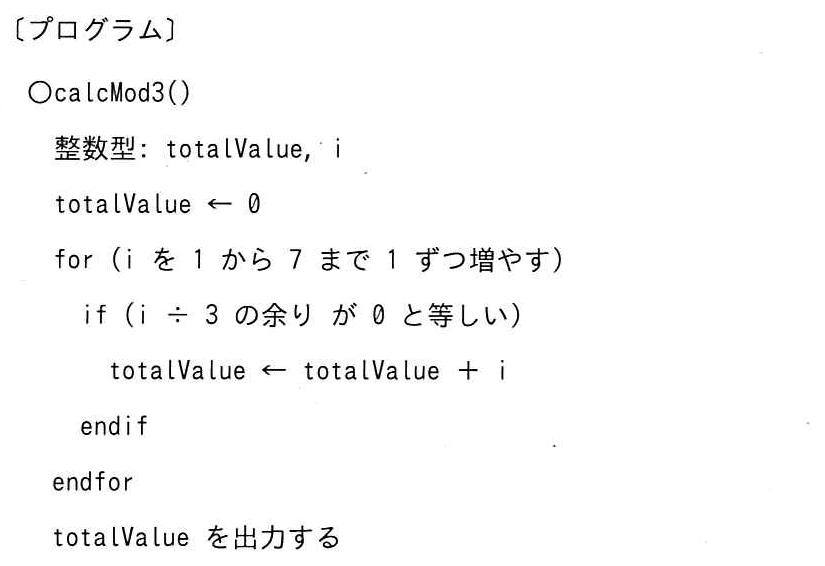 〔プログラム〕
○calcMod3()
整数型: totalValue, i
totalValue ← 0
for (i を 1 から 7 まで 1 ずつ増やす)
if (i ÷ 3 の余り が 0 と等しい)
totalValue ← totalValue + i
endif
endfor
totalValue を出力する